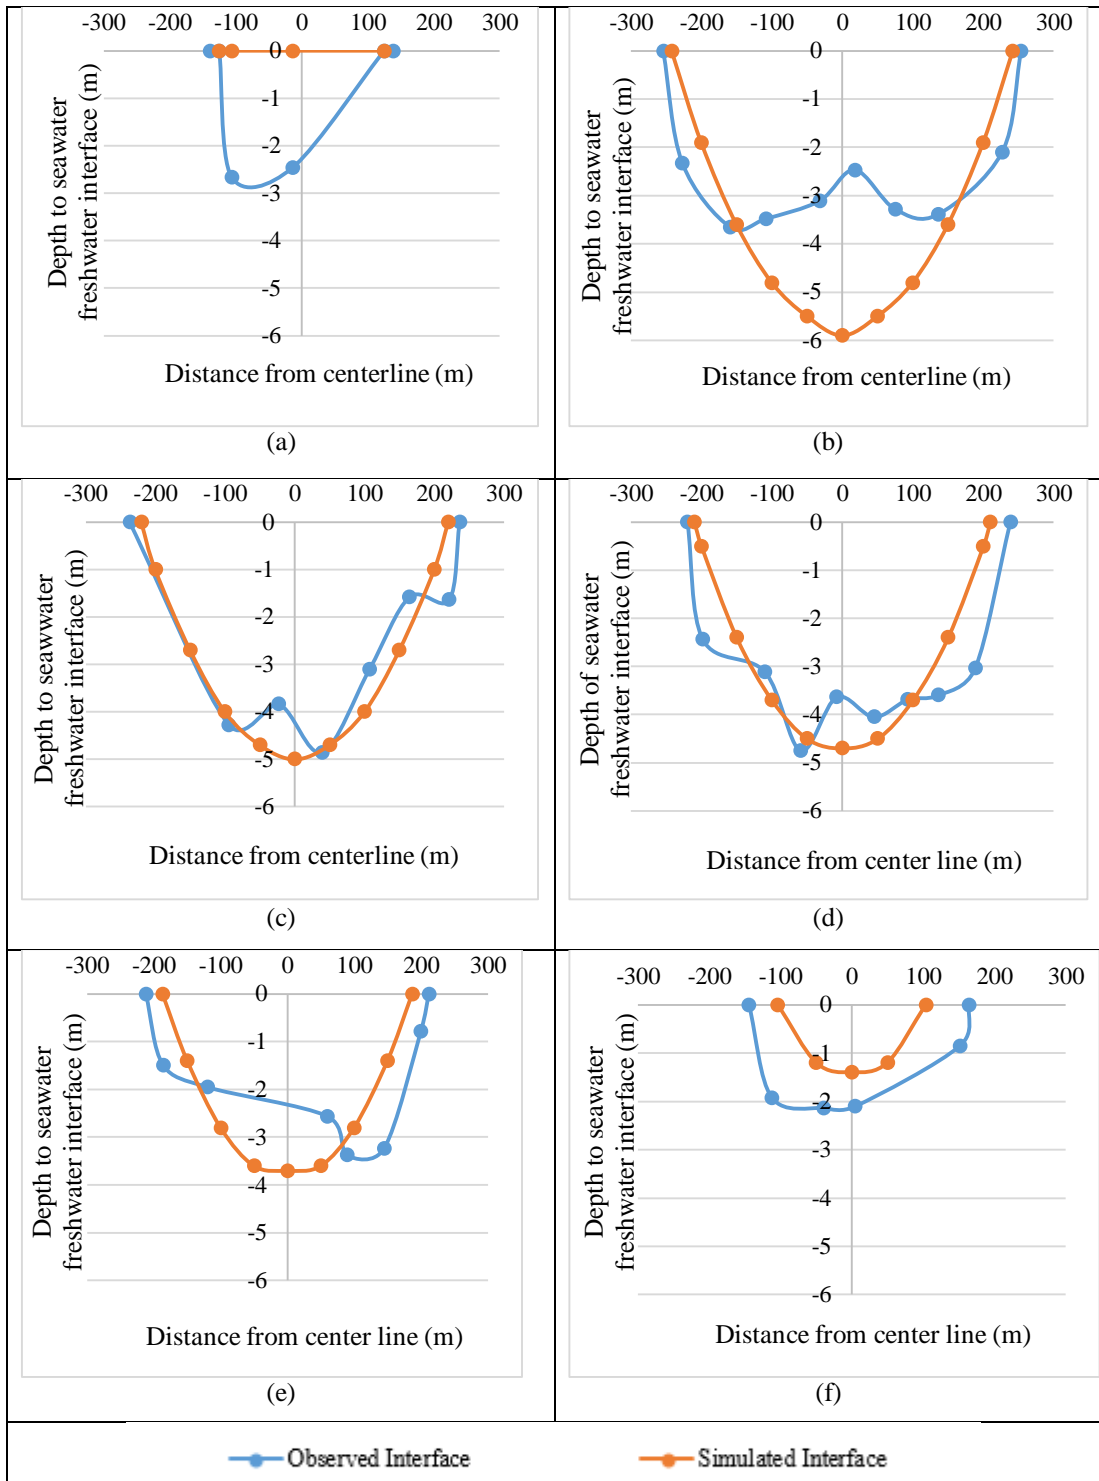 -300 -200 -100 0 100 200 300
0
-1
-2
-3
-4
-5
-6
Depth to seawater
freshwater interface (m)
Distance from centerline (m)
(a)
-300 -200 -100 0 100 200 300
0
-1
-2
-3
-4
-5
-6
Depth to seawater
freshwater interface (m)
Distance from centerline (m)
(b)
-300 -200 -100 0 100 200 300
0
-1
-2
-3
-4
-5
-6
Depth to seawwater
freshwater interface (m)
Distance from centerline (m)
(c)
-300 -200 -100 0 100 200 300
0
-1
-2
-3
-4
-5
-6
Depth of seawater
freshwater interface (m)
Distance from center line (m)
(d)
-300 -200 -100 0 100 200 300
0
-1
-2
-3
-4
-5
-6
Depth to seawater
freshwater interface (m)
Distance from center line (m)
(e)
-300 -200 -100 0 100 200 300
0
-1
-2
-3
-4
-5
-6
Depth to seawater
freshwater interface (m)
Distance from center line (m)
(f)
Observed Interface
Simulated Interface